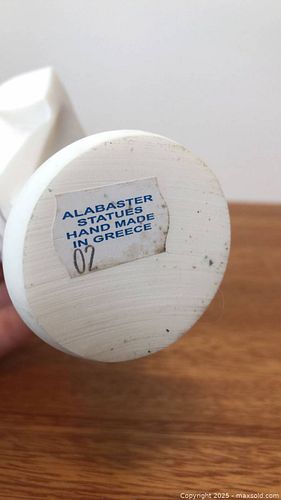 ALABASTER
STATUES
HAND MADE
IN GREECE
02
Copyright 2025 - maxsold.com